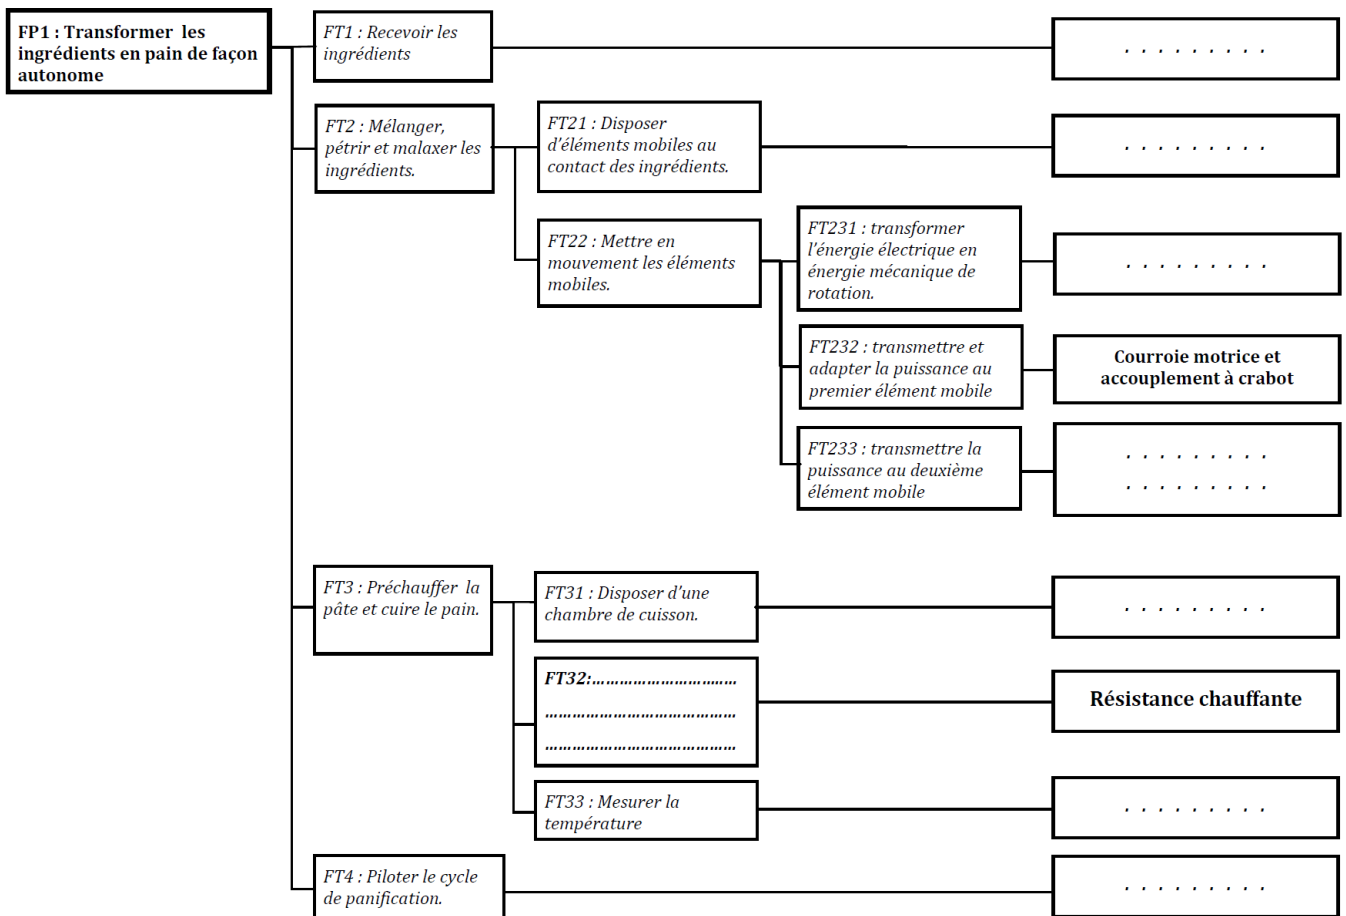 FP1 : Transformer les
ingrédients en pain de façon
autonome
FT1 : Recevoir les
ingrédients
. . . . . . . . .
FT2 : Mélanger,
pétrir et malaxer les
ingrédients.
FT21 : Disposer
d'éléments mobiles au
contact des ingrédients.
. . . . . . . . .
FT22 : Mettre en
mouvement les éléments
mobiles.
FT231 : transformer
l'énergie électrique en
énergie mécanique de
rotation.
. . . . . . . . .
FT232 : transmettre et
adapter la puissance au
premier élément mobile
Courroie motrice et
accouplement à crabot
FT233 : transmettre la
puissance au deuxième
élément mobile
. . . . . . . . .
. . . . . . . . .
FT3 : Préchauffer la
pâte et cuire le pain.
FT31 : Disposer d'une
chambre de cuisson.
. . . . . . . . .
FT32:..............................
......................................
......................................
Résistance chauffante
FT33 : Mesurer la
température
. . . . . . . . .
FT4 : Piloter le cycle
de panification.
. . . . . . . . .